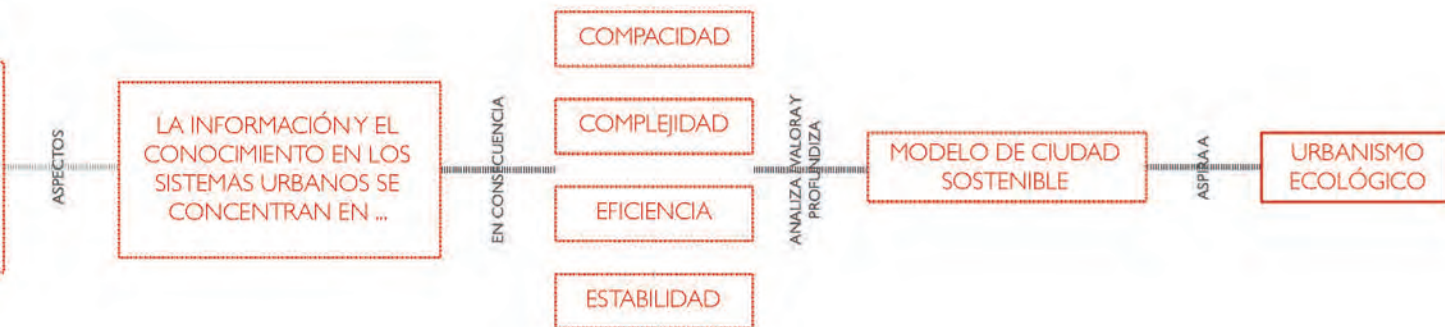 ASPECTOS
LA INFORMACIÓN Y EL
CONOCIMIENTO EN LOS
SISTEMAS URBANOS SE
CONCENTRAN EN ...
EN CONSECUENCIA
COMPACIDAD
COMPLEJIDAD
EFICIENCIA
ESTABILIDAD
ANALIZA, VALORA Y
PROFUNDIZA
MODELO DE CIUDAD
SOSTENIBLE
ASPIRA A
URBANISMO
ECOLÓGICO